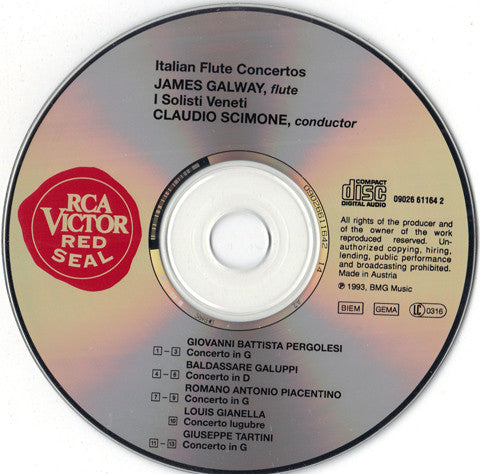 Italian Flute Concertos
JAMES GALWAY, flute
I Solisti Veneti
CLAUDIO SCIMONE, conductor
RCA
VICTOR
RED
SEAL
COMPACT
disc
DIGITAL AUDIO
09026 61164 2
All rights of the producer and
of the owner of the work
reproduced reserved. Un-
authorized copying, hiring,
lending, public performance
and broadcasting prohibited.
Made in Austria
℗ 1993, BMG Music
BIEM GEMA LC 0316
GIOVANNI BATTISTA PERGOLESI
1 – 3 Concerto in G
BALDASSARE GALUPPI
4 – 6 Concerto in D
ROMANO ANTONIO PIACENTINO
7 – 9 Concerto in G
LOUIS GIANELLA
10 Concerto lugubre
GIUSEPPE TARTINI
11 – 13 Concerto in G